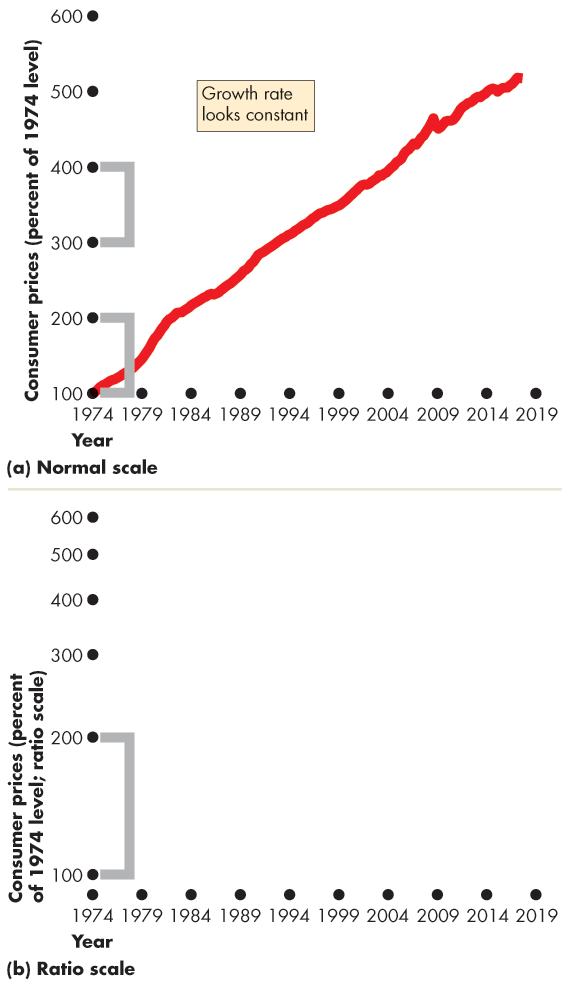 600
500
400
300
200
100
Consumer prices (percent of 1974 level)
Growth rate
looks constant
1974 1979 1984 1989 1994 1999 2004 2009 2014 2019
Year
(a) Normal scale
600
500
400
300
200
100
Consumer prices (percent
of 1974 level; ratio scale)
1974 1979 1984 1989 1994 1999 2004 2009 2014 2019
Year
(b) Ratio scale